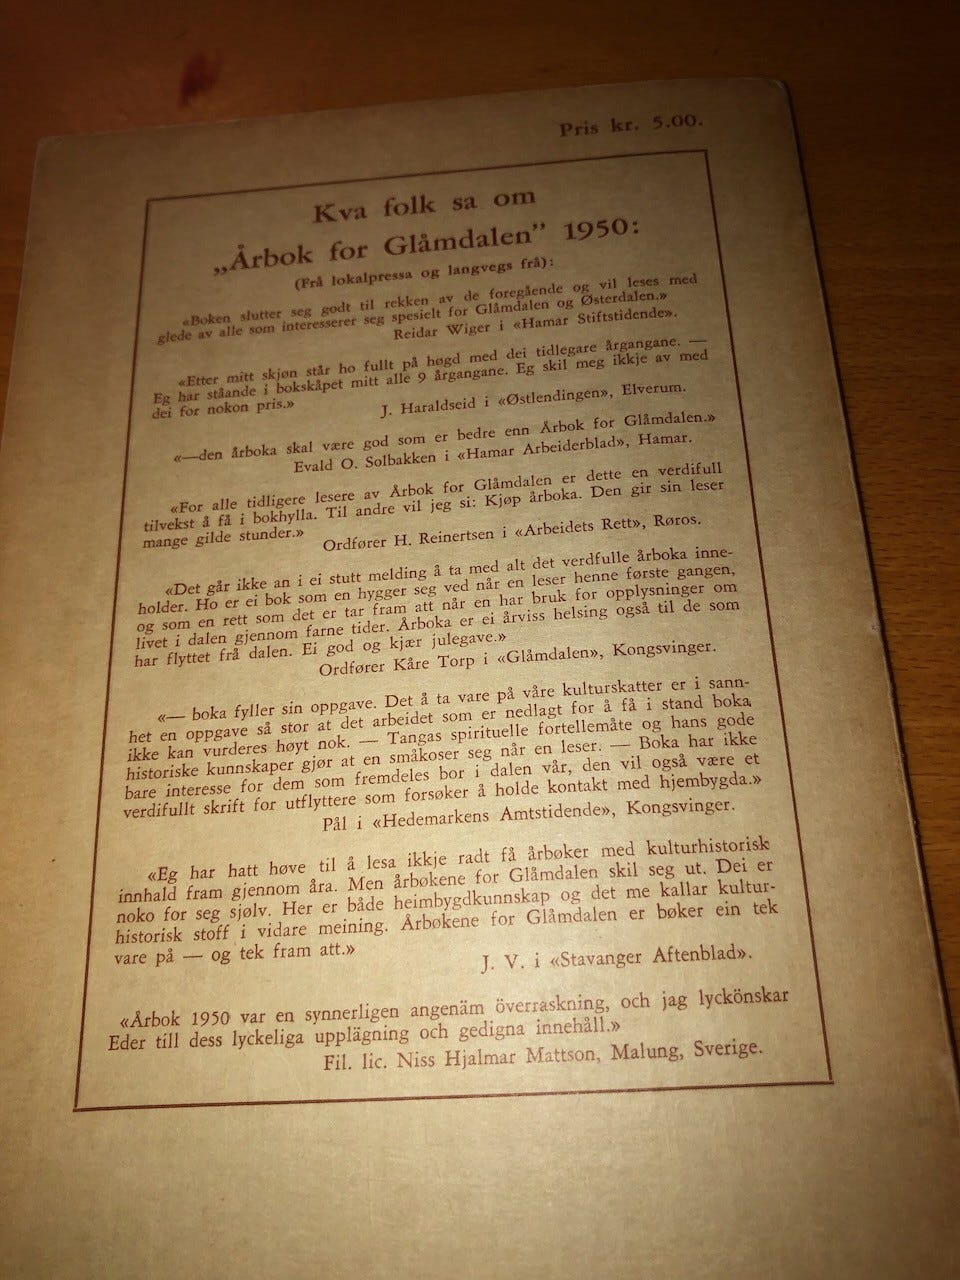 Pris kr. 5.00.
Kva folk sa om
„Årbok for Glåmdalen” 1950:
(Frå lokalpressa og langvegs frå):
«Boken slutter seg godt til rekken av de foregående og vil leses med
glede av alle som interesserer seg spesielt for Glåmdalen og Østerdalen.»
Reidar Wiger i «Hamar Stiftstidende».
«Etter mitt skjøn står ho fullt på høgd med dei tidlegare årgangane. —
Eg har ståande i bokskåpet mitt alle 9 årgangane. Eg skil meg ikkje av med
dei for nokon pris.»
J. Haraldseid i «Østlendingen», Elverum.
«—den årboka skal være god som er bedre enn Årbok for Glåmdalen.»
Evald O. Solbakken i «Hamar Arbeiderblad», Hamar.
«For alle tidligere lesere av Årbok for Glåmdalen er dette en verdifull
tilvekst å få i bokhylla. Til andre vil jeg si: Kjøp årboka. Den gir sin leser
mange gilde stunder.»
Ordfører H. Reinertsen i «Arbeidets Rett», Røros.
«Det går ikke an i ei stutt melding å ta med alt det verdfulle årboka inne-
holder. Ho er ei bok som en hygger seg ved når en leser henne første gangen,
og som en rett som det er tar fram att når en har bruk for opplysninger om
livet i dalen gjennom farne tider. Årboka er ei årviss helsing også til de som
har flyttet frå dalen. Ei god og kjær julegave.»
Ordfører Kåre Torp i «Glåmdalen», Kongsvinger.
«— boka fyller sin oppgave. Det å ta vare på våre kulturskatter er i sann-
het en oppgave så stor at det arbeidet som er nedlagt for å få i stand boka
ikke kan vurderes høyt nok. — Tangas spirituelle fortellemåte og hans gode
historiske kunnskaper gjør at en småkoser seg når en leser. — Boka har ikke
bare interesse for dem som fremdeles bor i dalen vår, den vil også være et
verdifullt skrift for utflyttere som forsøker å holde kontakt med hjembygda.»
Pål i «Hedemarkens Amtstidende», Kongsvinger.
«Eg har hatt høve til å lesa ikkje radt få årbøker med kulturhistorisk
innhald fram gjennom åra. Men årbøkene for Glåmdalen skil seg ut. Dei er
noko for seg sjølv. Her er både heimbygdkunnskap og det me kallar kultur-
historisk stoff i vidare meining. Årbøkene for Glåmdalen er bøker ein tek
vare på — og tek fram att.»
J. V. i «Stavanger Aftenblad».
«Årbok 1950 var en synnerligen angenäm överraskning, och jag lyckönskar
Eder till dess lyckeliga upplägning och gedigna innehåll.»
Fil. lic. Niss Hjalmar Mattson, Malung, Sverige.